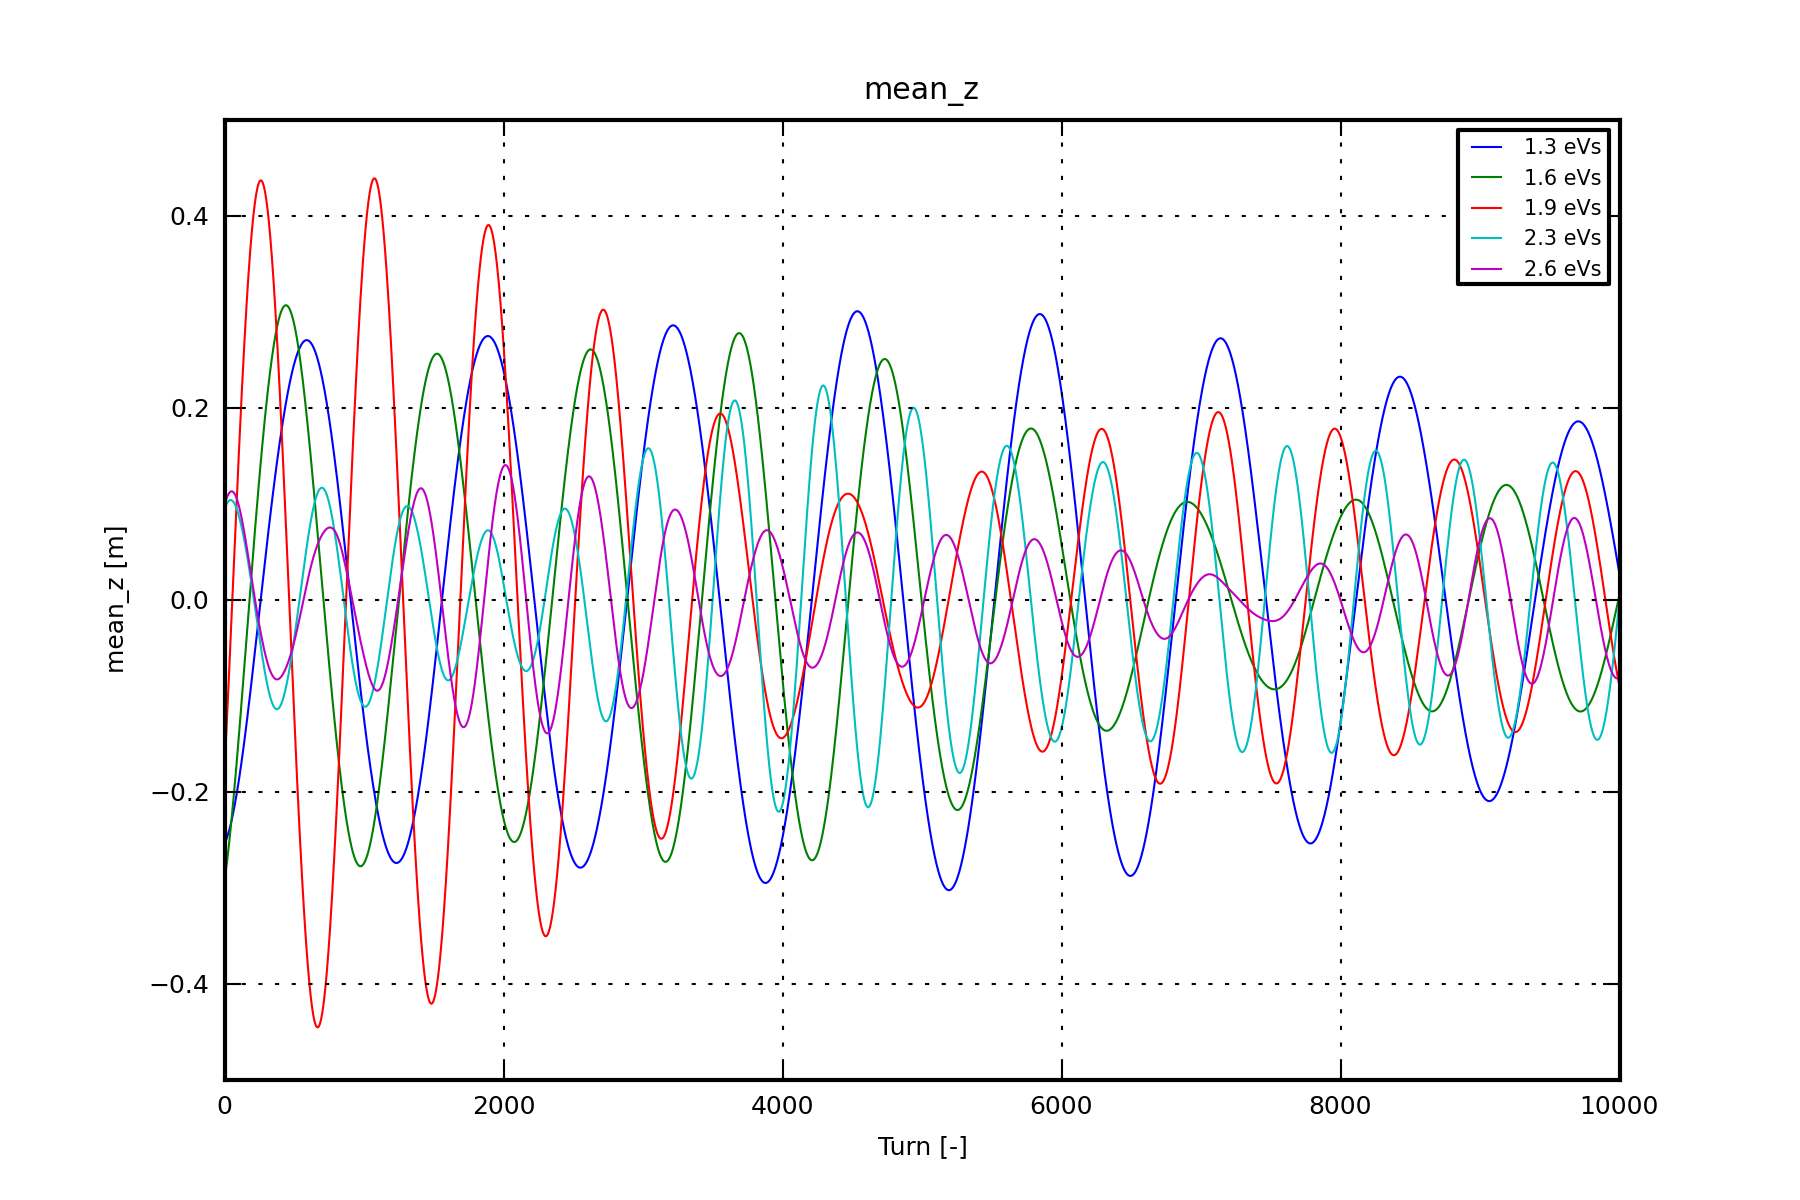 mean_z
1.3 eVs
1.6 eVs
1.9 eVs
2.3 eVs
2.6 eVs
mean_z [m]
0.4
0.2
0.0
−0.2
−0.4
0 2000 4000 6000 8000 10000
Turn [-]